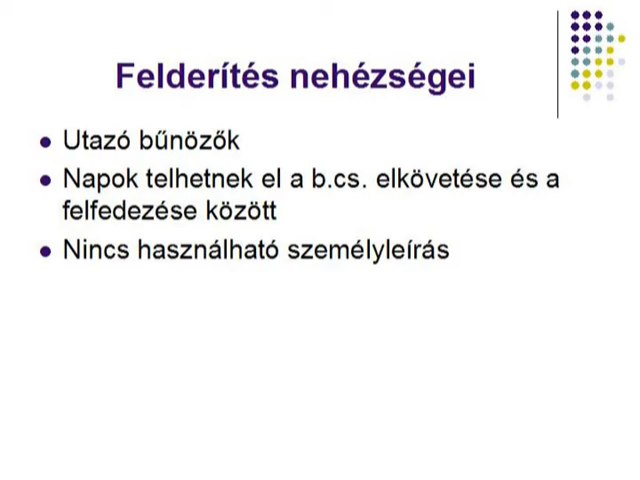 Felderítés nehézségei
Utazó bűnözők
Napok telhetnek el a b.cs. elkövetése és a
felfedezése között
Nincs használható személyleírás